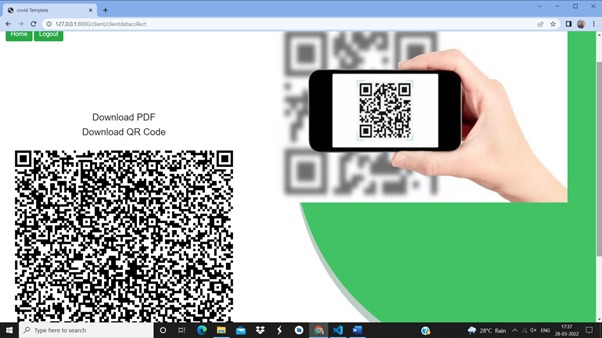 covid Template
127.0.0.1:6000/client/clientdatacollect
Home
Logout
Download PDF
Download QR Code
Type here to search
28°C Rain
ENG
17:37
28-03-2022